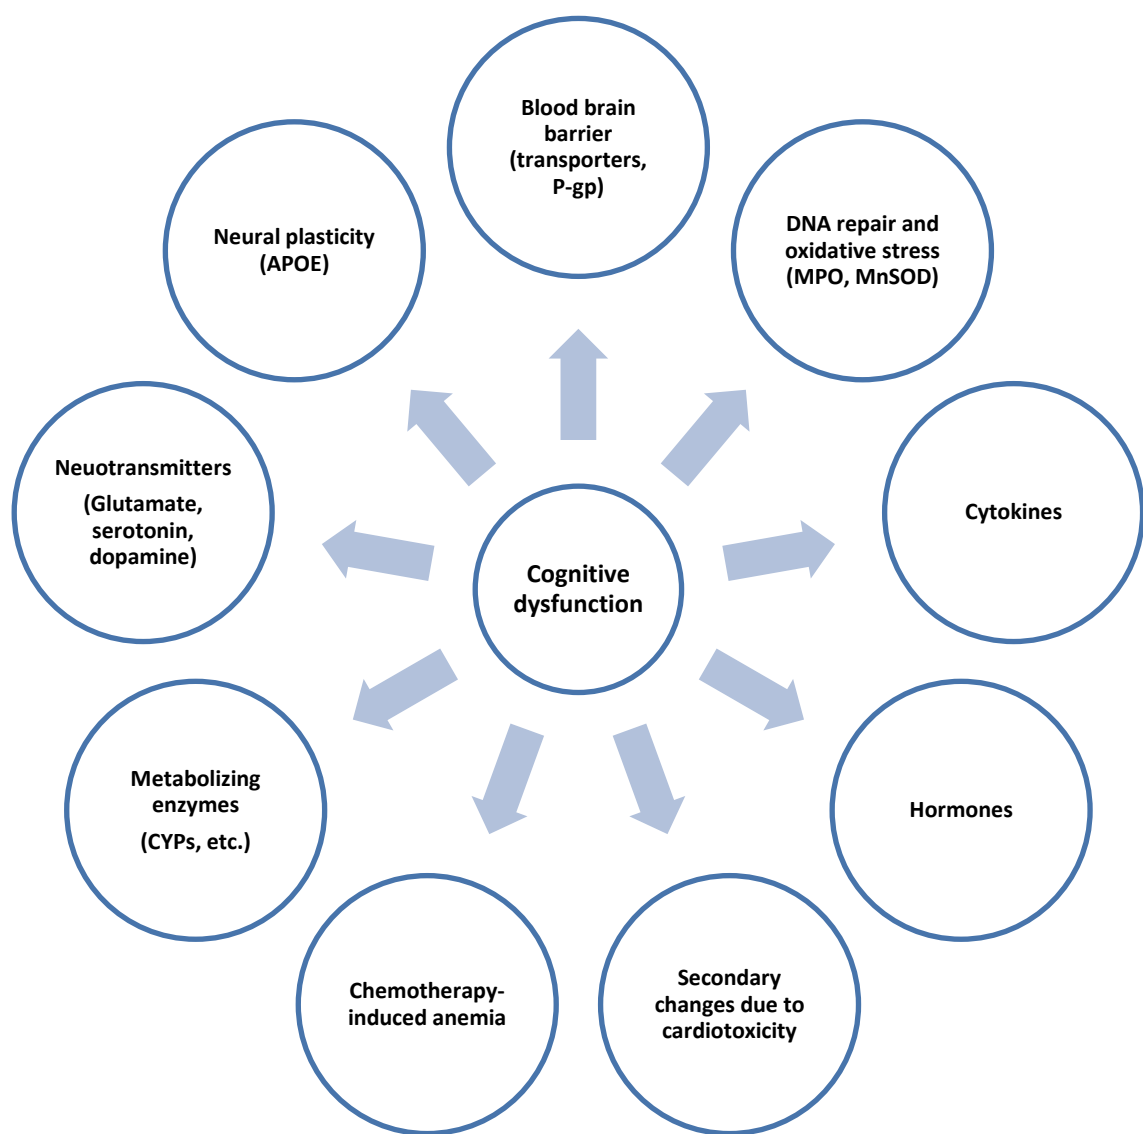 Blood brain
barrier
(transporters,
P-gp)
DNA repair and
oxidative stress
(MPO, MnSOD)
Cytokines
Hormones
Secondary
changes due to
cardiotoxicity
Chemotherapy-
induced anemia
Metabolizing
enzymes
(CYPs, etc.)
Neuotransmitters
(Glutamate,
serotonin,
dopamine)
Neural plasticity
(APOE)
Cognitive
dysfunction